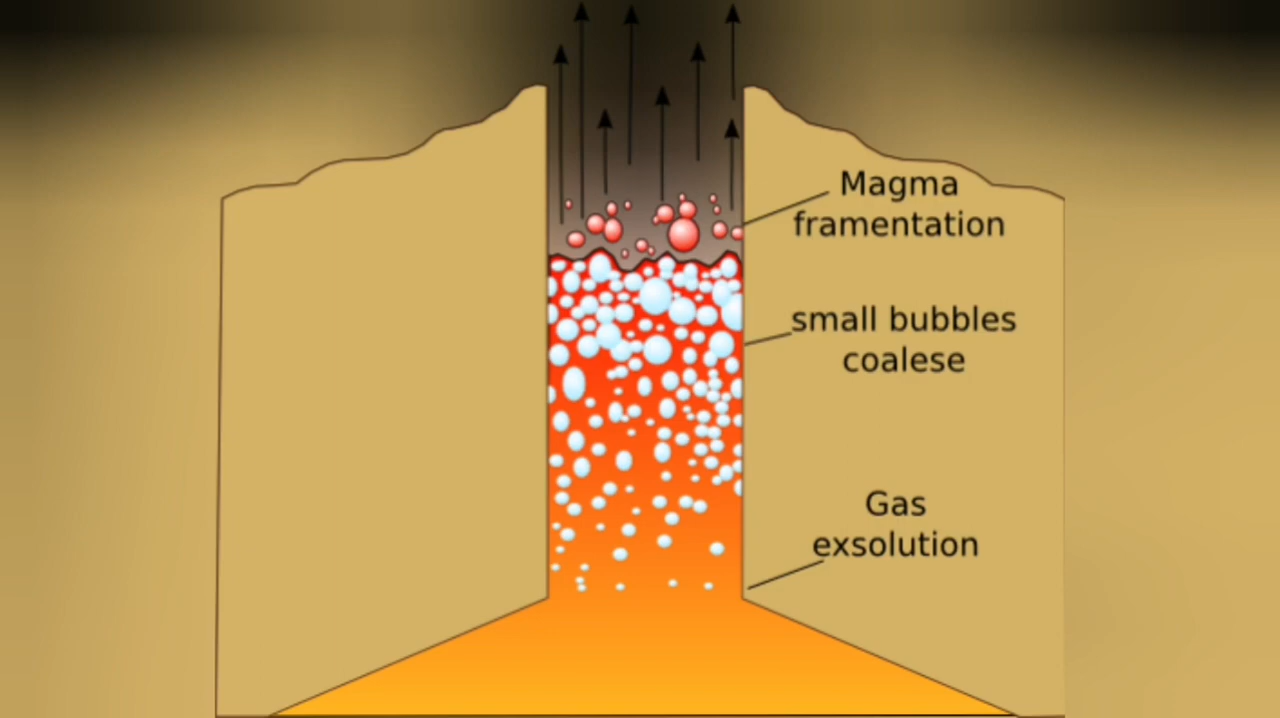 Magma
framentation
small bubbles
coalese
Gas
exsolution